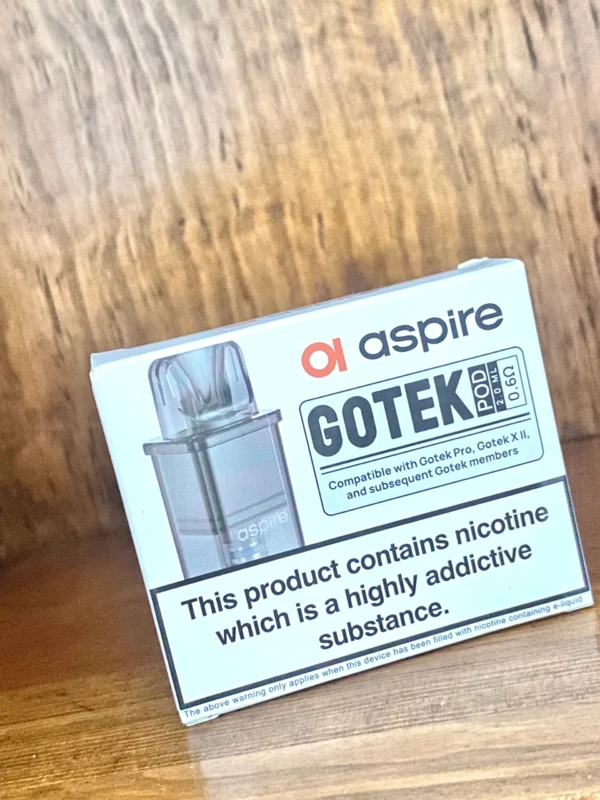 aspire
GOTEK POD 2.0 ML 0.6Ω
Compatible with Gotek Pro, Gotek X II,
and subsequent Gotek members
aspire
This product contains nicotine
which is a highly addictive
substance.
The above warning only applies when this device has been filled with nicotine containing e-liquid